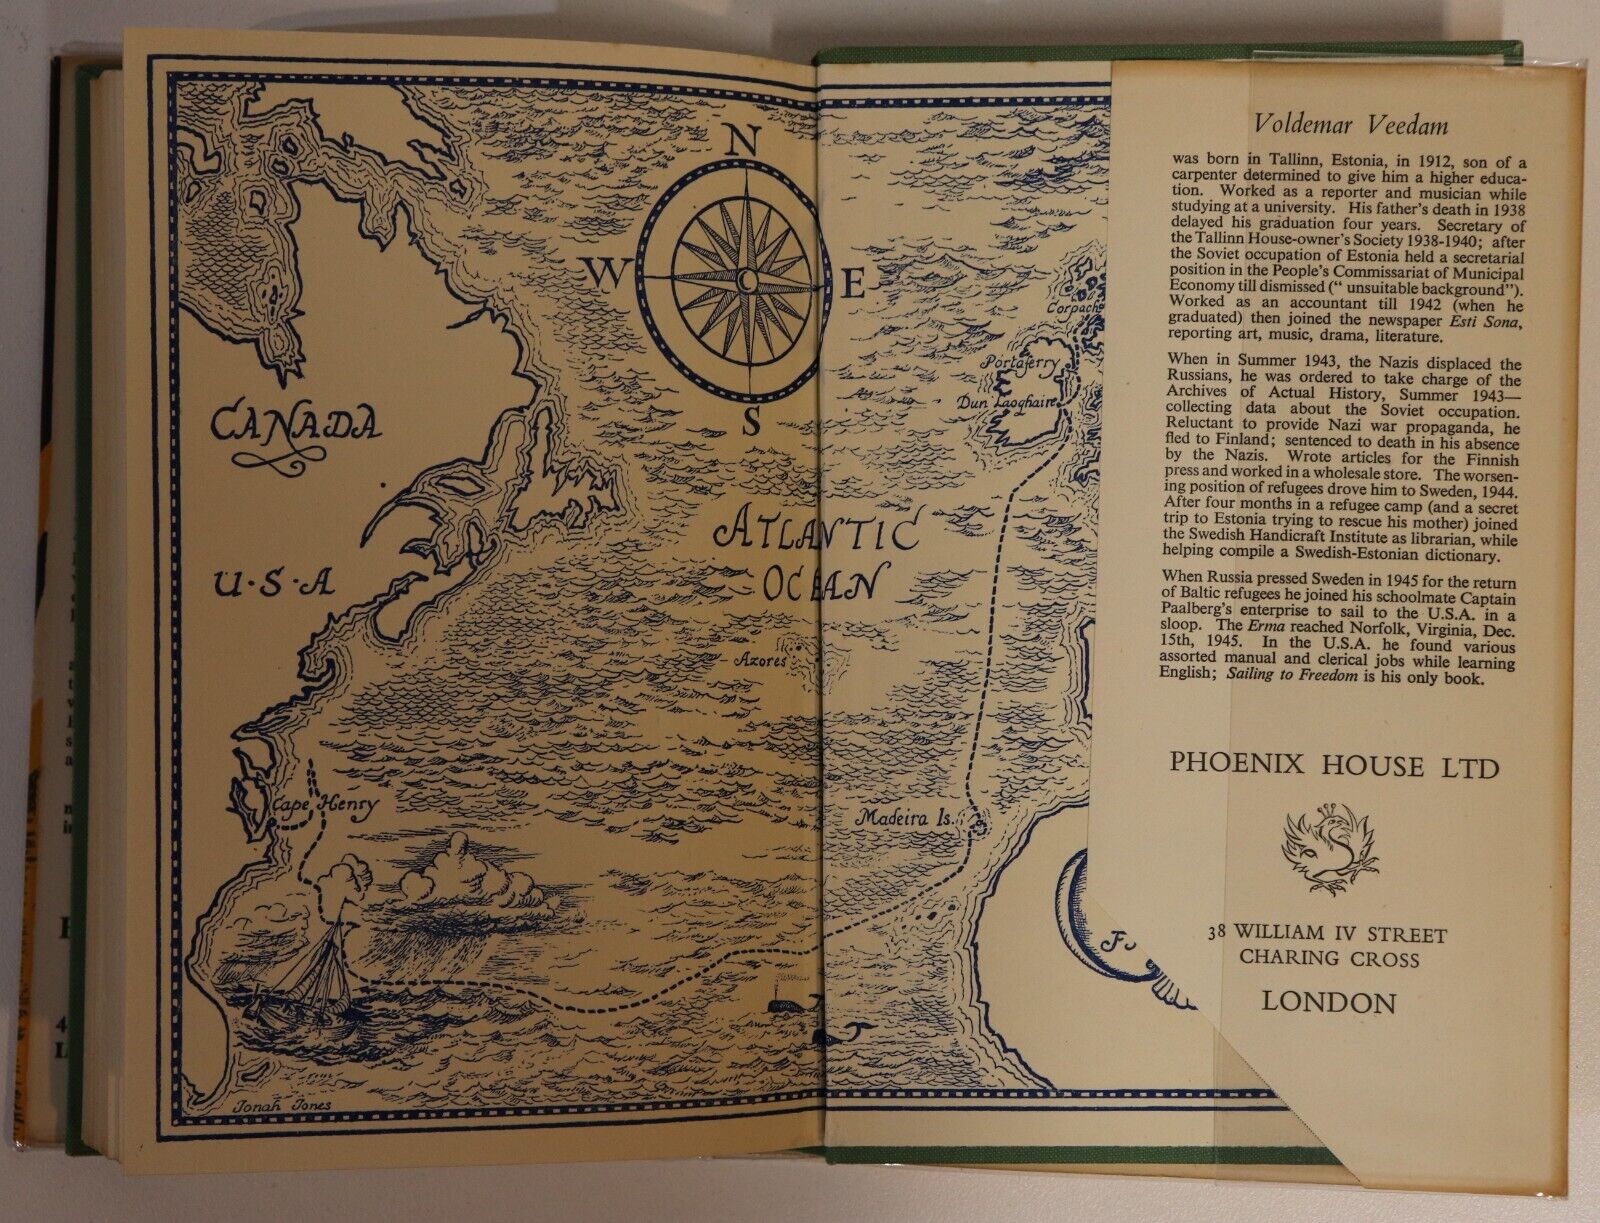 N
W
E
S
CANADA
U·S·A
ATLANTIC
OCEAN
Corpach
Portaferry
Dun Laoghaire
Azores
Madeira Is.
Cape Henry
Jonah Jones
Voldemar Veedam
was born in Tallinn, Estonia, in 1912, son of a
carpenter determined to give him a higher educa-
tion. Worked as a reporter and musician while
studying at a university. His father's death in 1938
delayed his graduation four years. Secretary of
the Tallinn House-owner's Society 1938-1940; after
the Soviet occupation of Estonia held a secretarial
position in the People's Commissariat of Municipal
Economy till dismissed (" unsuitable background").
Worked as an accountant till 1942 (when he
graduated) then joined the newspaper Esti Sona,
reporting art, music, drama, literature.
When in Summer 1943, the Nazis displaced the
Russians, he was ordered to take charge of the
Archives of Actual History, Summer 1943—
collecting data about the Soviet occupation.
Reluctant to provide Nazi war propaganda, he
fled to Finland; sentenced to death in his absence
by the Nazis. Wrote articles for the Finnish
press and worked in a wholesale store. The worsen-
ing position of refugees drove him to Sweden, 1944.
After four months in a refugee camp (and a secret
trip to Estonia trying to rescue his mother) joined
the Swedish Handicraft Institute as librarian, while
helping compile a Swedish-Estonian dictionary.
When Russia pressed Sweden in 1945 for the return
of Baltic refugees he joined his schoolmate Captain
Paalberg's enterprise to sail to the U.S.A. in a
sloop. The Erma reached Norfolk, Virginia, Dec.
15th, 1945. In the U.S.A. he found various
assorted manual and clerical jobs while learning
English; Sailing to Freedom is his only book.
PHOENIX HOUSE LTD
38 WILLIAM IV STREET
CHARING CROSS
LONDON